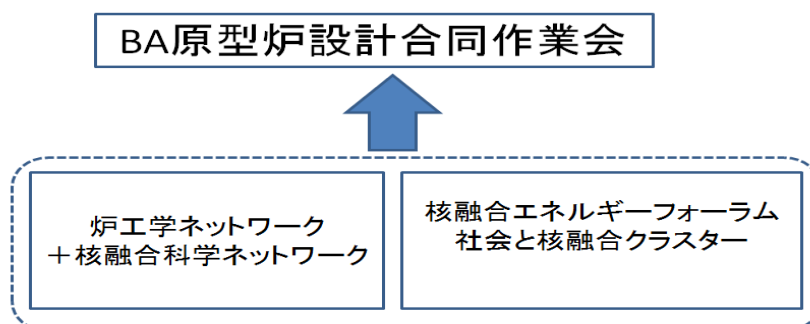 BA原型炉設計合同作業会
炉工学ネットワーク
＋核融合科学ネットワーク
核融合エネルギーフォーラム
社会と核融合クラスター